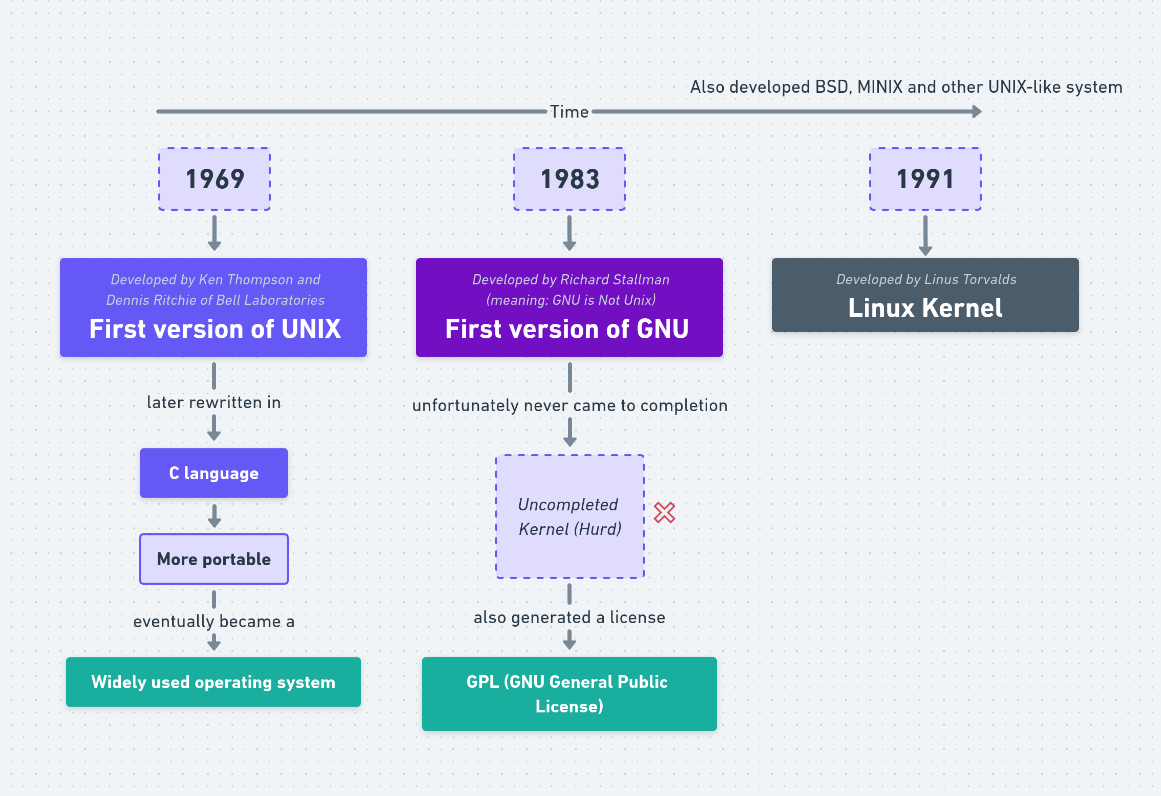 Also developed BSD, MINIX and other UNIX-like system
Time
1969
1983
1991
Developed by Ken Thompson and
Dennis Ritchie of Bell Laboratories
First version of UNIX
Developed by Richard Stallman
(meaning: GNU is Not Unix)
First version of GNU
Developed by Linus Torvalds
Linux Kernel
later rewritten in
C language
More portable
eventually became a
Widely used operating system
unfortunately never came to completion
Uncompleted
Kernel (Hurd)
also generated a license
GPL (GNU General Public
License)